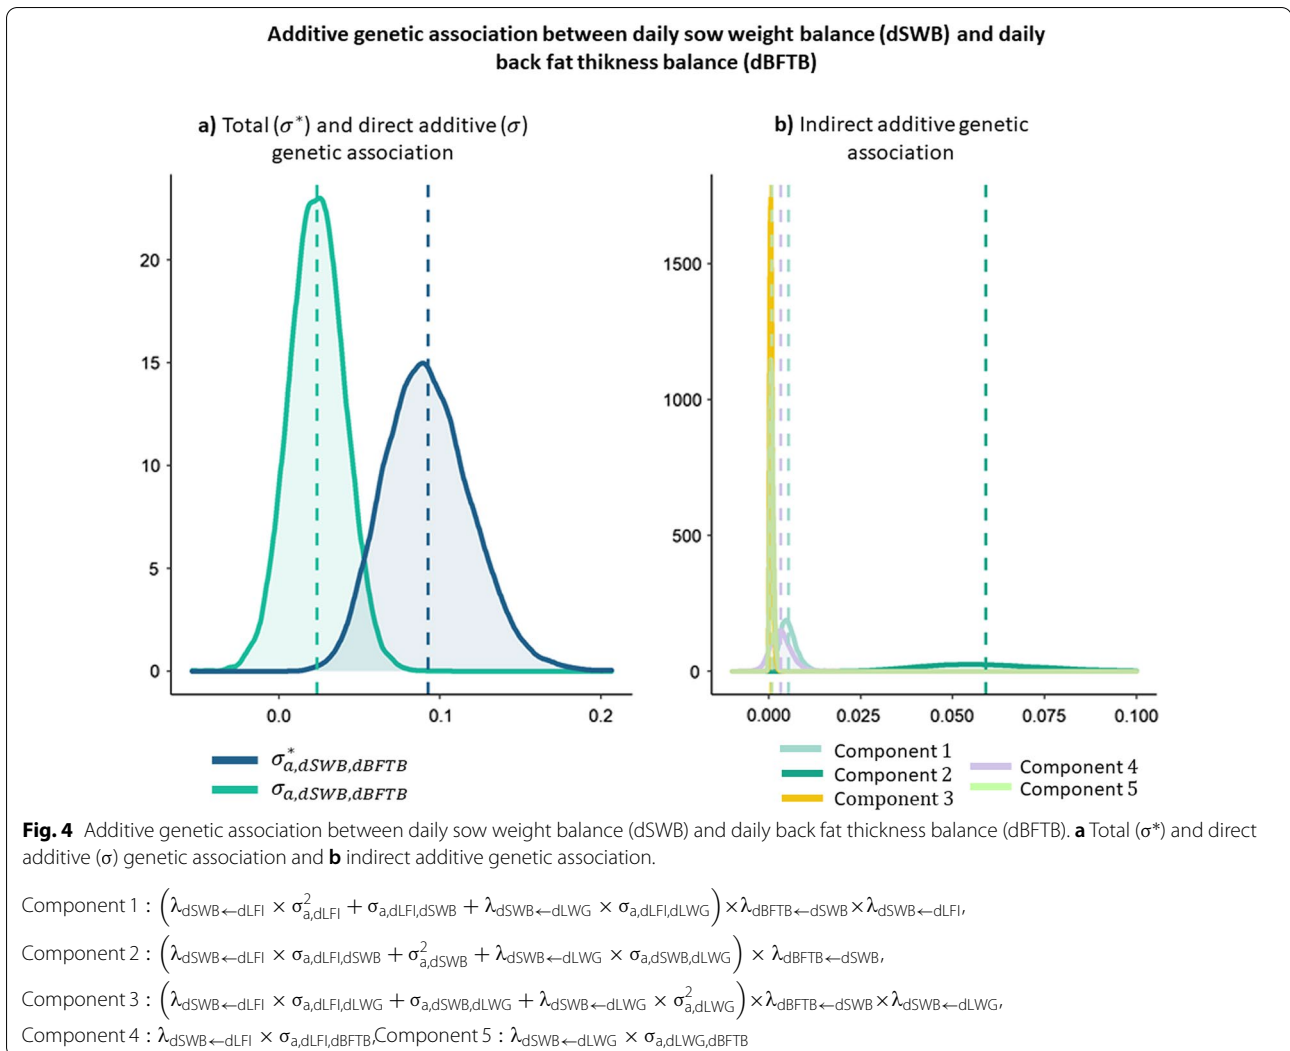 Additive genetic association between daily sow weight balance (dSWB) and daily
back fat thikness balance (dBFTB)
a) Total (σ*) and direct additive (σ)
genetic association
20
15
10
5
0
0.0 0.1 0.2
σ*a,dSWB,dBFTB
σa,dSWB,dBFTB
b) Indirect additive genetic
association
1500
1000
500
0
0.000 0.025 0.050 0.075 0.100
Component 1
Component 2
Component 3
Component 4
Component 5
Fig. 4 Additive genetic association between daily sow weight balance (dSWB) and daily back fat thickness balance (dBFTB). a Total (σ*) and direct
additive (σ) genetic association and b indirect additive genetic association.
Component 1 : (λdSWB←dLFI × σ²a,dLFI + σa,dLFI,dSWB + λdSWB←dLWG × σa,dLFI,dLWG)×λdBFTB←dSWB×λdSWB←dLFI,
Component 2 : (λdSWB←dLFI × σa,dLFI,dSWB + σ²a,dSWB + λdSWB←dLWG × σa,dSWB,dLWG) × λdBFTB←dSWB,
Component 3 : (λdSWB←dLFI × σa,dLFI,dLWG + σa,dSWB,dLWG + λdSWB←dLWG × σ²a,dLWG)×λdBFTB←dSWB×λdSWB←dLWG,
Component 4 : λdSWB←dLFI × σa,dLFI,dBFTB,Component 5 : λdSWB←dLWG × σa,dLWG,dBFTB